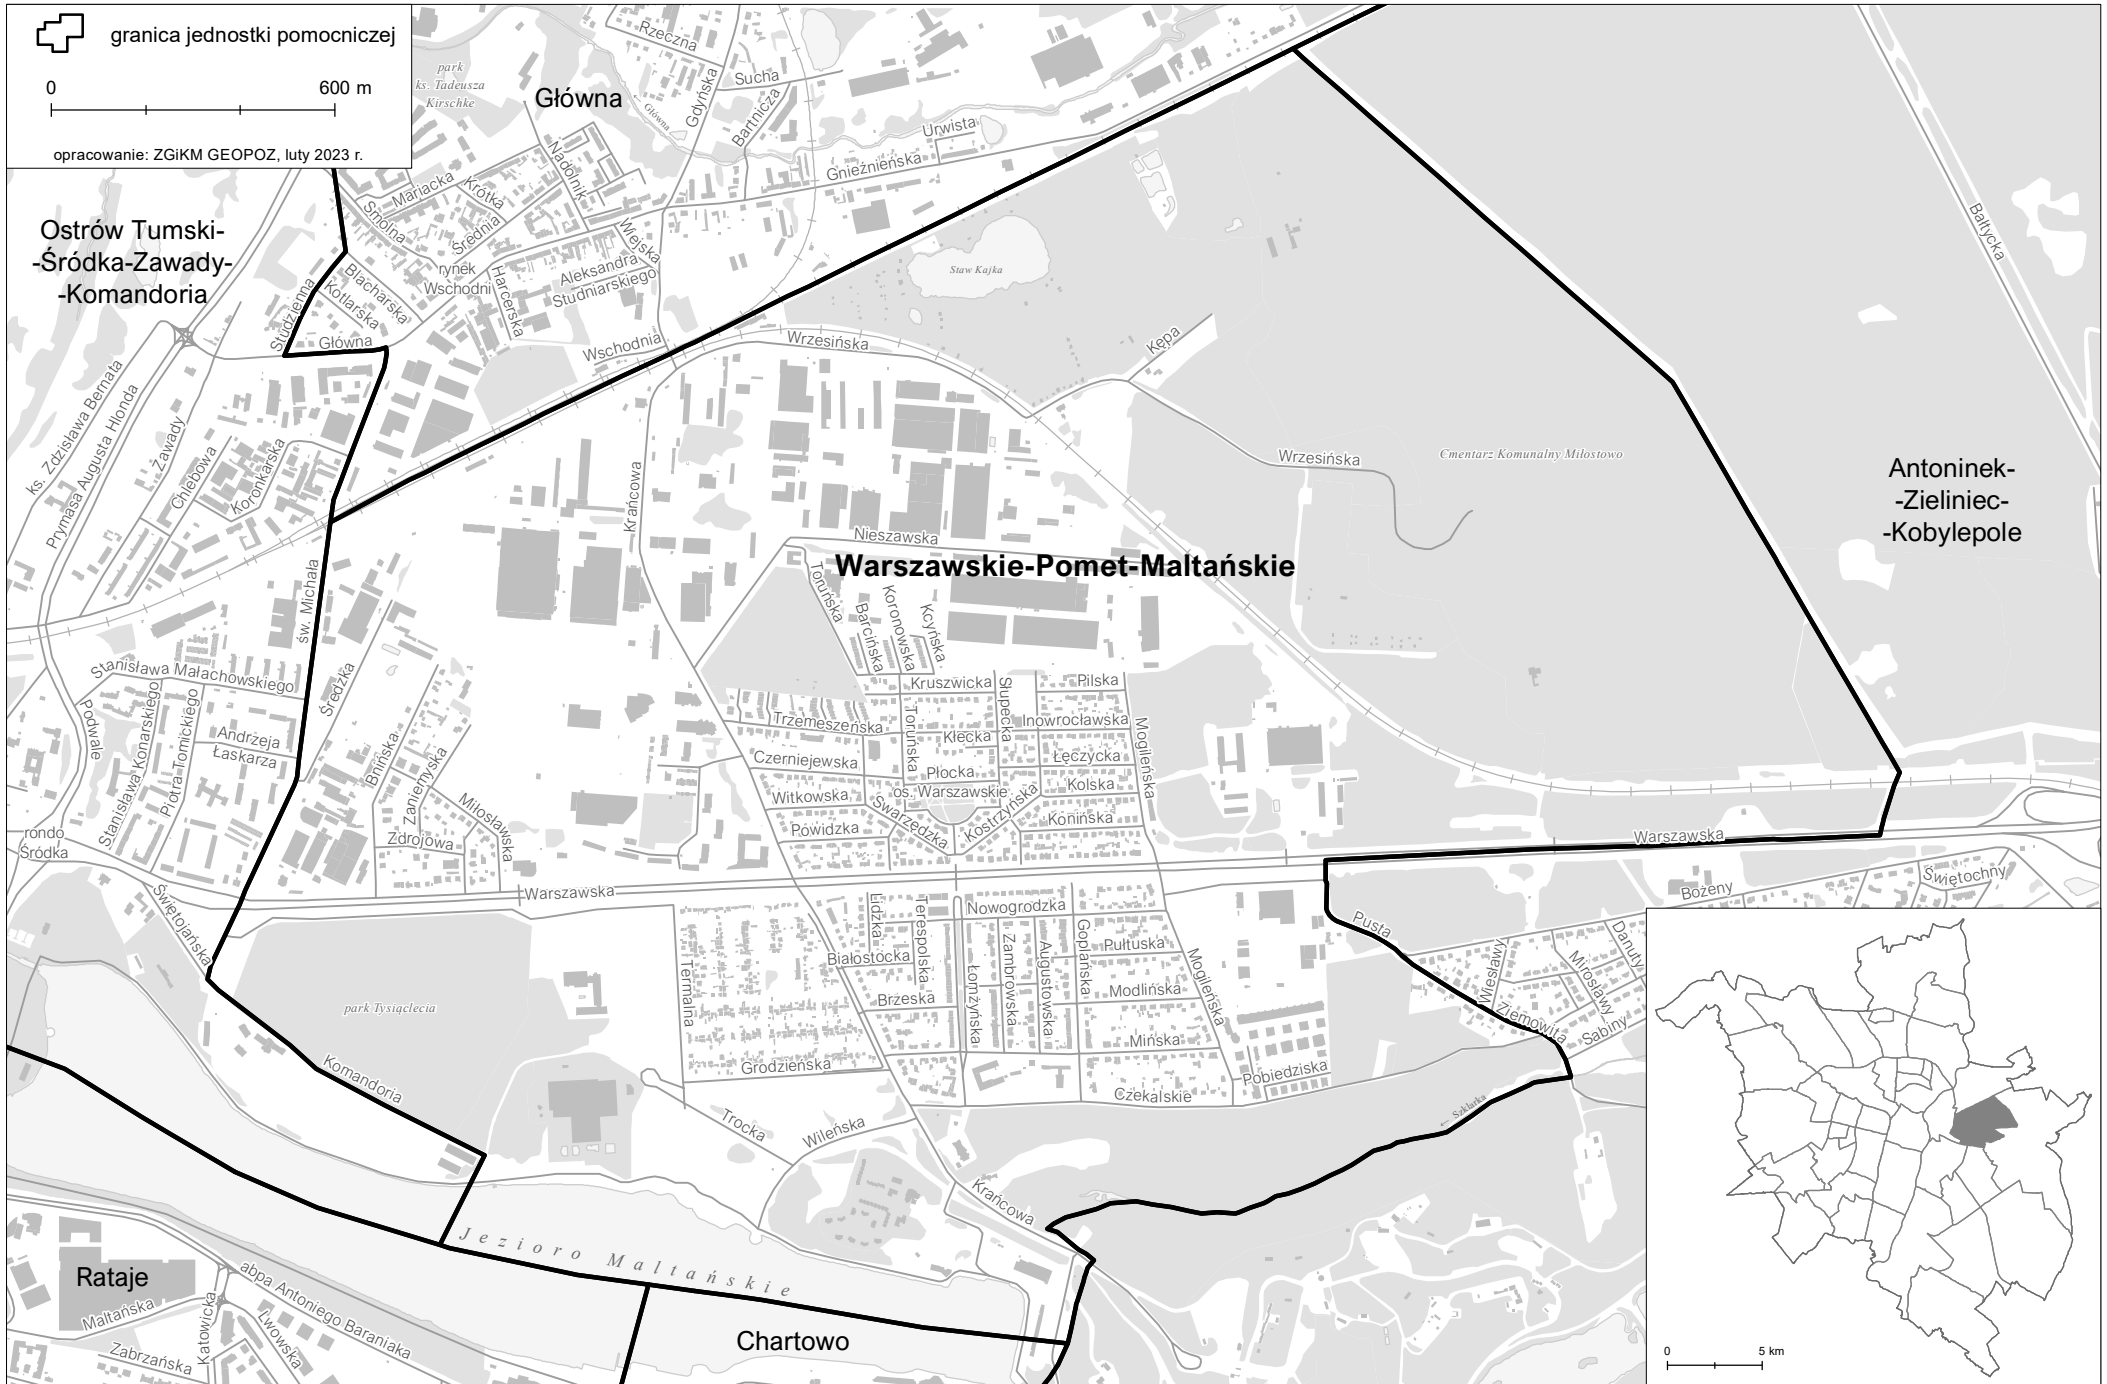 granica jednostki pomocniczej
0
600 m
opracowanie: ZGiKM GEOPOZ, luty 2023 r.
park
ks. Tadeusza
Kirschke
Główna
Rzeczna
Sucha
Gdyńska
Bartnicza
← Główna
Urwista
Gnieźnieńska
Nadolnik
Mariacka
Krótka
Smolna
Średnia
Wiejska
rynek
Wschodni
Harcerska
Aleksandra
Studniarskiego
Blacharska
Kotlarska
Studzienna
Główna
Wschodnia
Ostrów Tumski-
-Śródka-Zawady-
-Komandoria
Staw Kajka
Bałtycka
Wrzesińska
Kępa
Wrzesińska
Cmentarz Komunalny Miłostowo
Antoninek-
-Zieliniec-
-Kobylepole
ks. Zdzisława Bernata
Prymasa Augusta Hlonda
Zawady
Chlebowa
Koronkarska
Krańcowa
Nieszawska
Warszawskie-Pomet-Maltańskie
św. Michała
Toruńska
Barcińska
Koronowska
Kcyńska
Stanisława Małachowskiego
Średzka
Podwale
Stanisława Konarskiego
Piotra Tomickiego
Andrzeja
Łaskarza
Kruszwicka
Słupecka
Pilska
Trzemeszeńska
Toruńska
Inowrocławska
Kłecka
Mogileńska
Czerniejewska
Łęczycka
Płocka
os. Warszawskie
Kolska
Witkowska
Swarzędzka
Kostrzyńska
Konińska
Powidzka
Bnińska
Zaniemyska
Miłosławska
Zdrojowa
rondo
Śródka
Warszawska
Warszawska
Świętojańska
Bożeny
Świętochny
Pusta
Lidzka
Terespolska
Nowogrodzka
Białostocka
Łomżyńska
Zambrowska
Augustowska
Goplańska
Pułtuska
Mogileńska
Termalna
Brzeska
Modlińska
Mińska
Wiesławy
Mirosławy
Danuty
Ziemowita
Sabiny
park Tysiąclecia
Komandoria
Grodzieńska
Pobiedziska
Czekalskie
← Szklarka
Trocka
Wileńska
Krańcowa
Jezioro Maltańskie
Rataje
Maltańska
Katowicka
abpa Antoniego Baraniaka
Lwowska
Zabrzańska
Chartowo
0
5 km